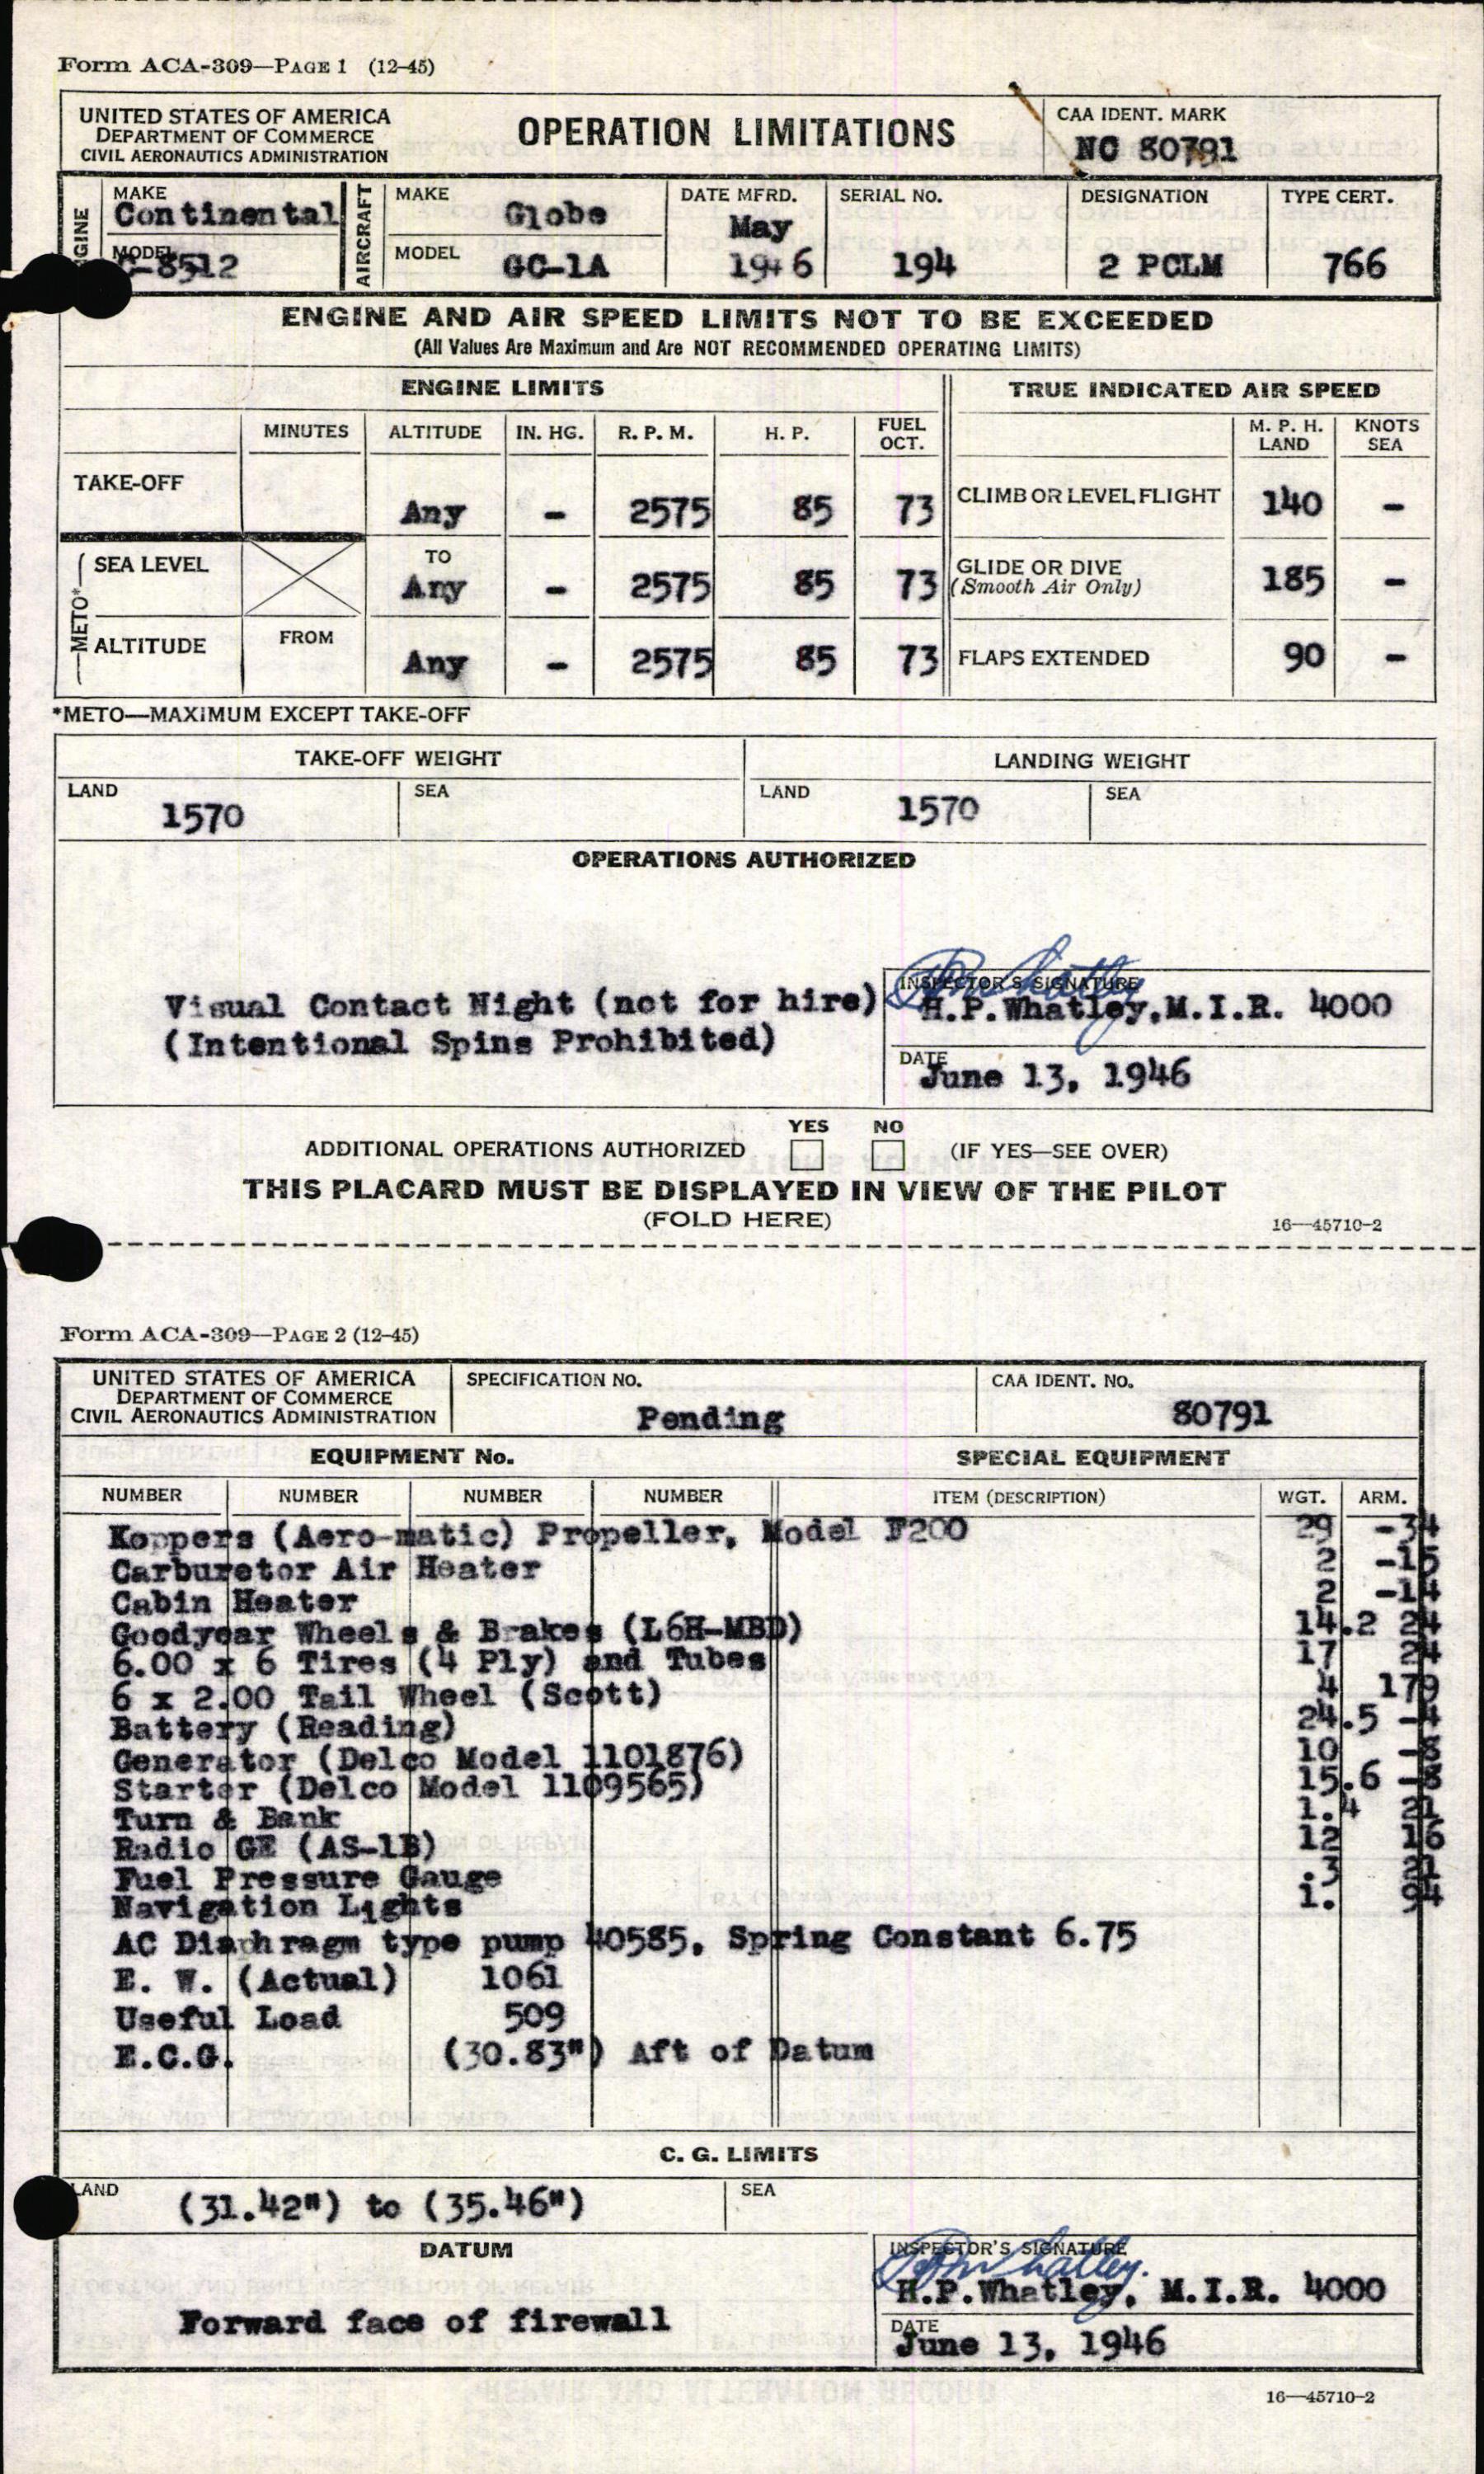 Form ACA-309—PAGE 1 (12-45)
UNITED STATES OF AMERICA
DEPARTMENT OF COMMERCE
CIVIL AERONAUTICS ADMINISTRATION
OPERATION LIMITATIONS
CAA IDENT. MARK
NC 80791
ENGINE
MAKE
Continental
MODEL
C-8512
AIRCRAFT
MAKE
Globe
MODEL
GC-1A
DATE MFRD.
May
1946
SERIAL NO.
194
DESIGNATION
2 PCLM
TYPE CERT.
766
ENGINE AND AIR SPEED LIMITS NOT TO BE EXCEEDED
(All Values Are Maximum and Are NOT RECOMMENDED OPERATING LIMITS)
ENGINE LIMITS
TRUE INDICATED AIR SPEED
MINUTES ALTITUDE IN. HG. R. P. M. H. P. FUEL OCT. M. P. H. LAND KNOTS SEA
TAKE-OFF Any - 2575 85 73 CLIMB OR LEVEL FLIGHT 140 -
METO*
SEA LEVEL TO Any - 2575 85 73 GLIDE OR DIVE (Smooth Air Only) 185 -
ALTITUDE FROM Any - 2575 85 73 FLAPS EXTENDED 90 -
*METO—MAXIMUM EXCEPT TAKE-OFF
TAKE-OFF WEIGHT LANDING WEIGHT
LAND 1570 SEA LAND 1570 SEA
OPERATIONS AUTHORIZED
Visual Contact Night (not for hire)
(Intentional Spins Prohibited)
INSPECTOR'S SIGNATURE
H.P.Whatley,M.I.R. 4000
DATE
June 13, 1946
ADDITIONAL OPERATIONS AUTHORIZED YES NO (IF YES—SEE OVER)
THIS PLACARD MUST BE DISPLAYED IN VIEW OF THE PILOT
(FOLD HERE)
16—45710-2
Form ACA-309—PAGE 2 (12-45)
UNITED STATES OF AMERICA
DEPARTMENT OF COMMERCE
CIVIL AERONAUTICS ADMINISTRATION
SPECIFICATION NO.
Pending
CAA IDENT. NO.
80791
EQUIPMENT No. SPECIAL EQUIPMENT
NUMBER NUMBER NUMBER NUMBER ITEM (DESCRIPTION) WGT. ARM.
Koppers (Aero-matic) Propeller, Model F200 29 -34
Carburetor Air Heater 2 -15
Cabin Heater 2 -14
Goodyear Wheels & Brakes (L6H-MBD) 14.2 24
6.00 x 6 Tires (4 Ply) and Tubes 17 24
6 x 2.00 Tail Wheel (Scott) 4 179
Battery (Reading) 24.5 -4
Generator (Delco Model 1101876) 10 -8
Starter (Delco Model 1109565) 15.6 -8
Turn & Bank 1.4 21
Radio GE (AS-1B) 12 16
Fuel Pressure Gauge .3 21
Navigation Lights 1. 94
AC Diaphragm type pump 40585, Spring Constant 6.75
E. W. (Actual) 1061
Useful Load 509
E.C.G. (30.83") Aft of Datum
C. G. LIMITS
LAND (31.42") to (35.46") SEA
DATUM
Forward face of firewall
INSPECTOR'S SIGNATURE
H.P.Whatley, M.I.R. 4000
DATE
June 13, 1946
16—45710-2